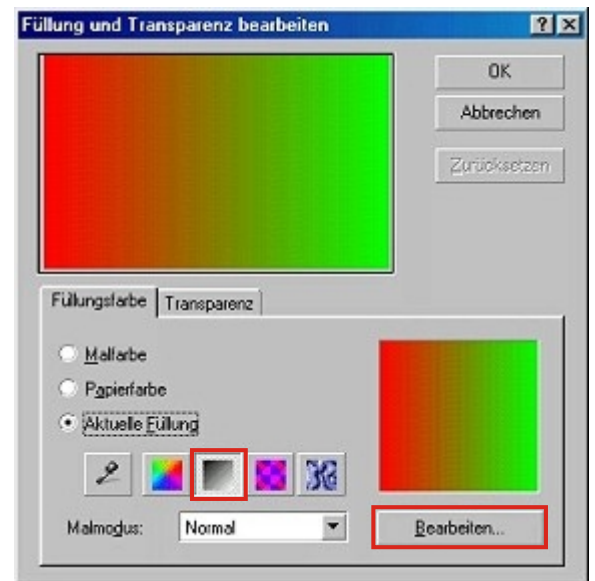 Füllung und Transparenz bearbeiten
OK
Abbrechen
Zurücksetzen
Füllungsfarbe Transparenz
Malfarbe
Papierfarbe
Aktuelle Füllung
Malmodus: Normal Bearbeiten...